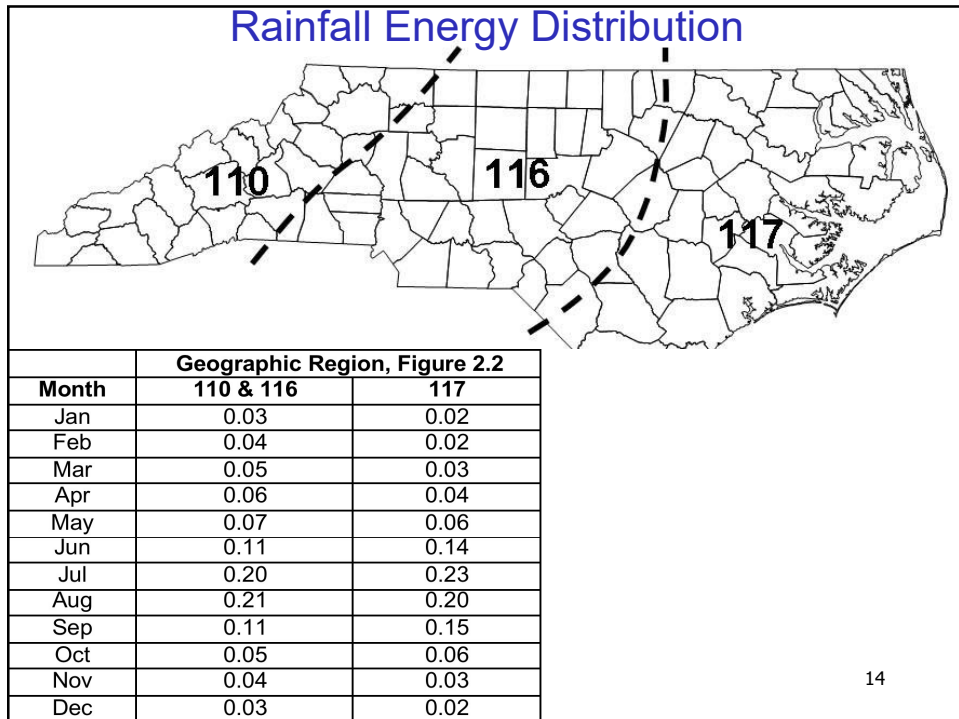 Rainfall Energy Distribution
110
116
117
Geographic Region, Figure 2.2
Month 110 & 116 117
Jan 0.03 0.02
Feb 0.04 0.02
Mar 0.05 0.03
Apr 0.06 0.04
May 0.07 0.06
Jun 0.11 0.14
Jul 0.20 0.23
Aug 0.21 0.20
Sep 0.11 0.15
Oct 0.05 0.06
Nov 0.04 0.03
Dec 0.03 0.02
14